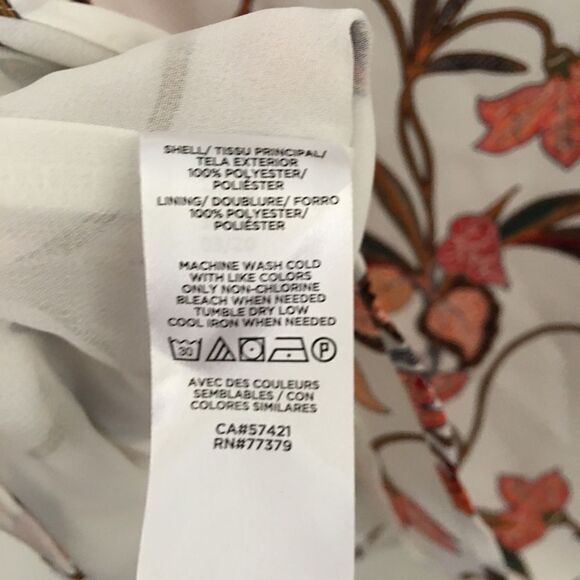 SHELL/ TISSU PRINCIPAL/
TELA EXTERIOR
100% POLYESTER/
POLIÉSTER
LINING/ DOUBLURE/ FORRO
100% POLYESTER/
POLIÉSTER
MACHINE WASH COLD
WITH LIKE COLORS
ONLY NON-CHLORINE
BLEACH WHEN NEEDED
TUMBLE DRY LOW
COOL IRON WHEN NEEDED
30 P
AVEC DES COULEURS
SEMBLABLES / CON
COLORES SIMILARES
CA#57421
RN#77379